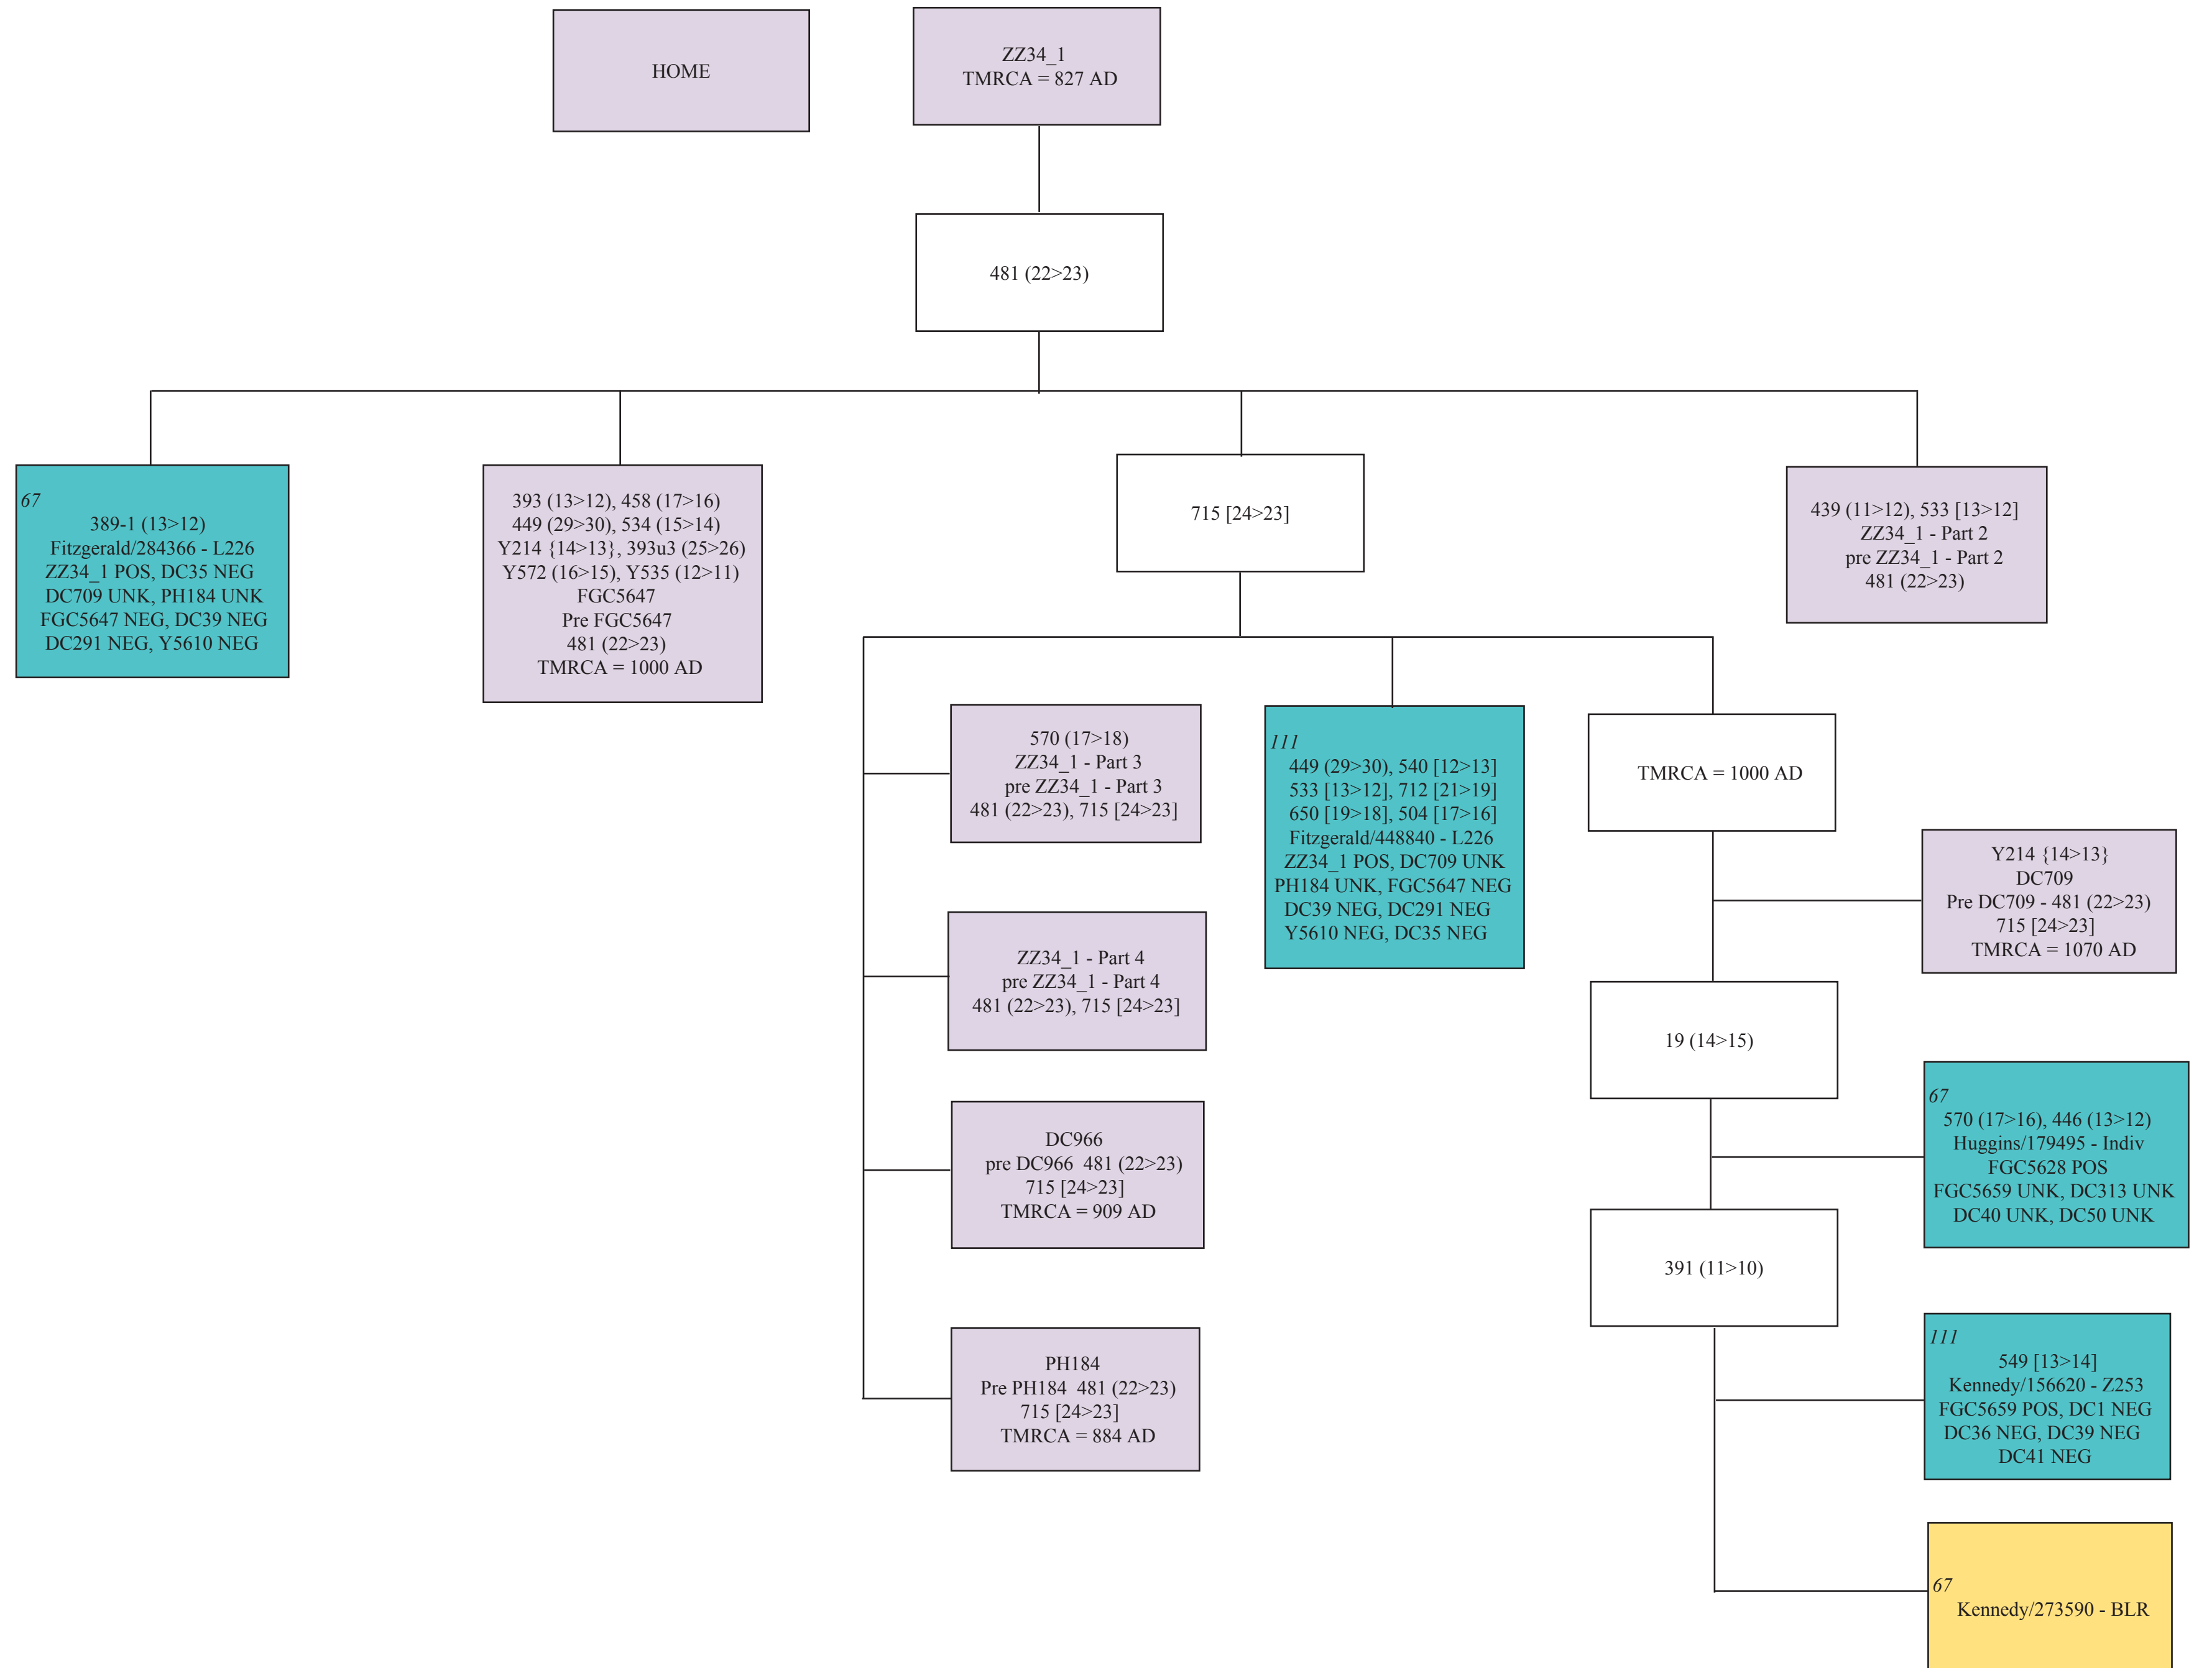 HOME
ZZ34_1
TMRCA = 827 AD
481 (22>23)
67
389-1 (13>12)
Fitzgerald/284366 - L226
ZZ34_1 POS, DC35 NEG
DC709 UNK, PH184 UNK
FGC5647 NEG, DC39 NEG
DC291 NEG, Y5610 NEG
393 (13>12), 458 (17>16)
449 (29>30), 534 (15>14)
Y214 {14>13}, 393u3 (25>26)
Y572 (16>15), Y535 (12>11)
FGC5647
Pre FGC5647
481 (22>23)
TMRCA = 1000 AD
715 [24>23]
439 (11>12), 533 [13>12]
ZZ34_1 - Part 2
pre ZZ34_1 - Part 2
481 (22>23)
570 (17>18)
ZZ34_1 - Part 3
pre ZZ34_1 - Part 3
481 (22>23), 715 [24>23]
111
449 (29>30), 540 [12>13]
533 [13>12], 712 [21>19]
650 [19>18], 504 [17>16]
Fitzgerald/448840 - L226
ZZ34_1 POS, DC709 UNK
PH184 UNK, FGC5647 NEG
DC39 NEG, DC291 NEG
Y5610 NEG, DC35 NEG
TMRCA = 1000 AD
Y214 {14>13}
DC709
Pre DC709 - 481 (22>23)
715 [24>23]
TMRCA = 1070 AD
ZZ34_1 - Part 4
pre ZZ34_1 - Part 4
481 (22>23), 715 [24>23]
19 (14>15)
67
570 (17>16), 446 (13>12)
Huggins/179495 - Indiv
FGC5628 POS
FGC5659 UNK, DC313 UNK
DC40 UNK, DC50 UNK
DC966
pre DC966 481 (22>23)
715 [24>23]
TMRCA = 909 AD
391 (11>10)
PH184
Pre PH184 481 (22>23)
715 [24>23]
TMRCA = 884 AD
111
549 [13>14]
Kennedy/156620 - Z253
FGC5659 POS, DC1 NEG
DC36 NEG, DC39 NEG
DC41 NEG
67
Kennedy/273590 - BLR